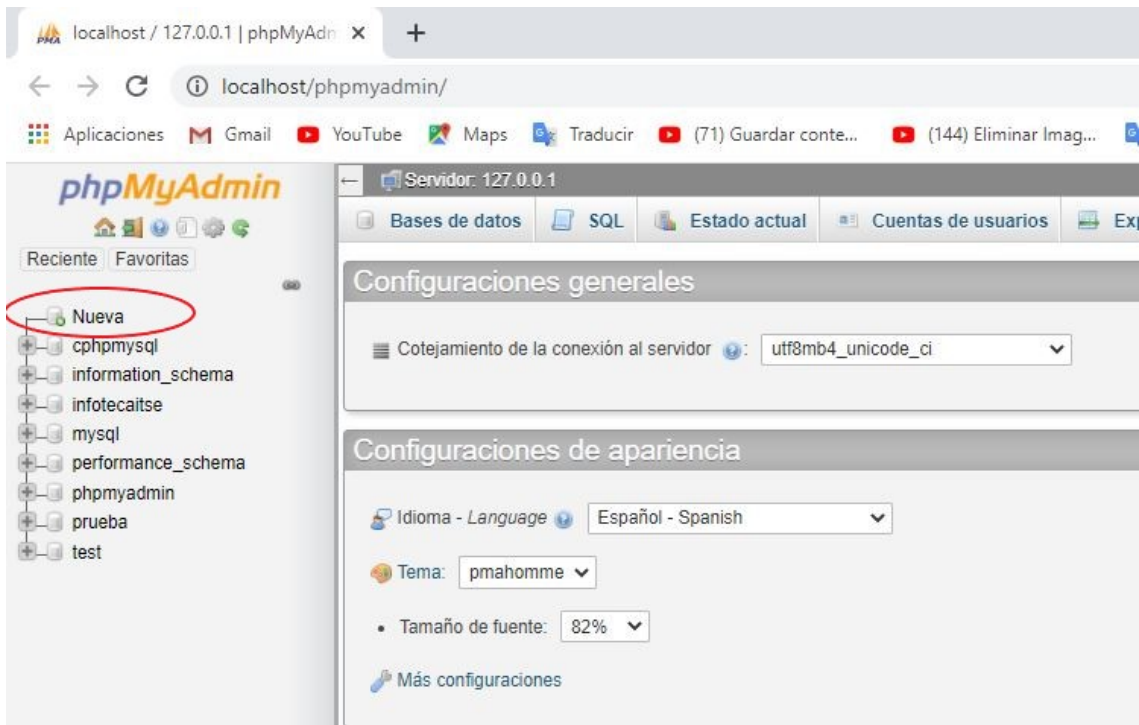 localhost / 127.0.0.1 | phpMyAdn
localhost/phpmyadmin/
Aplicaciones Gmail YouTube Maps Traducir (71) Guardar conte... (144) Eliminar Imag...
phpMyAdmin
Servidor: 127.0.0.1
Bases de datos SQL Estado actual Cuentas de usuarios Exp
Reciente Favoritas
Nueva
cphpmysql
information_schema
infotecaitse
mysql
performance_schema
phpmyadmin
prueba
test
Configuraciones generales
Cotejamiento de la conexión al servidor : utf8mb4_unicode_ci
Configuraciones de apariencia
Idioma - Language Español - Spanish
Tema: pmahomme
• Tamaño de fuente: 82%
Más configuraciones